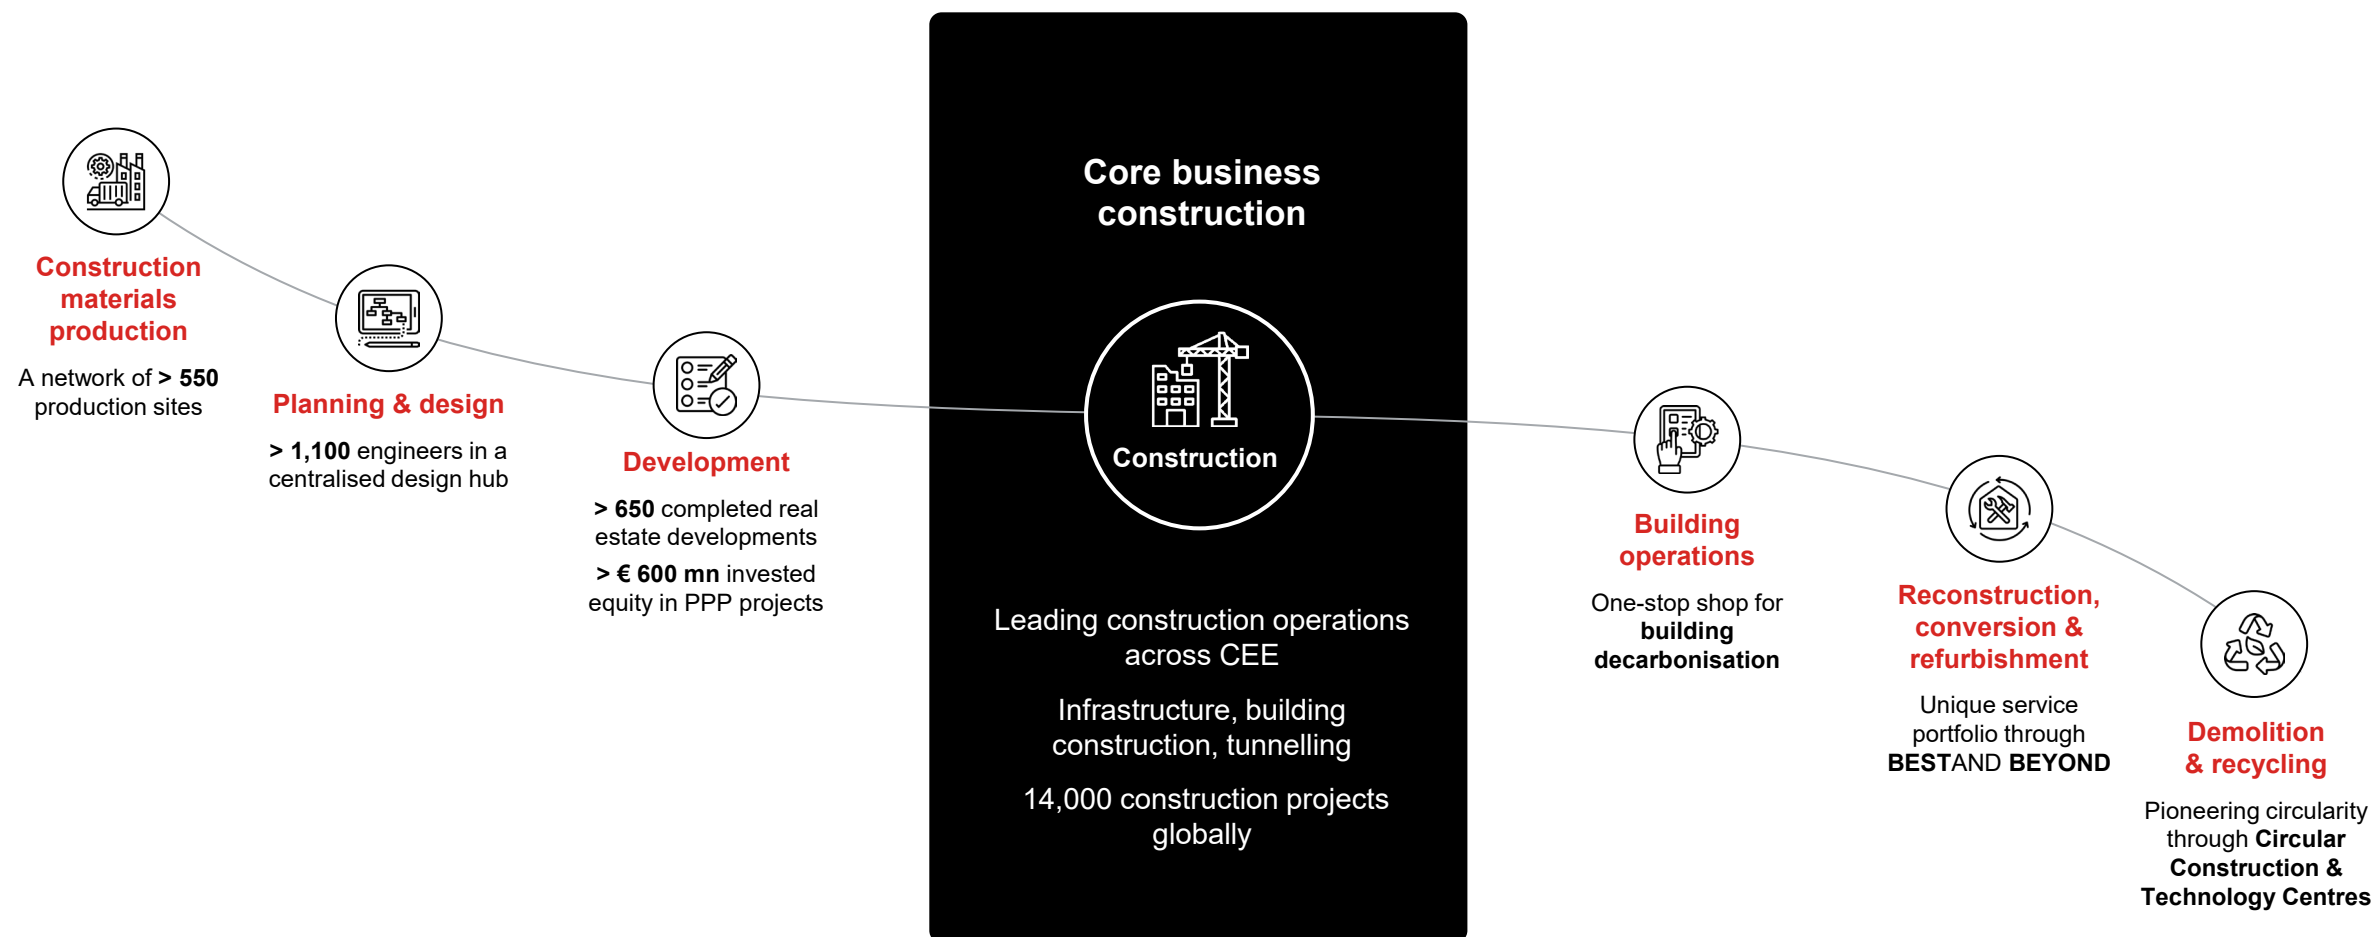 Construction
materials
production
A network of > 550
production sites
Planning & design
> 1,100 engineers in a
centralised design hub
Development
> 650 completed real
estate developments
> € 600 mn invested
equity in PPP projects
Core business
construction
Construction
Leading construction operations
across CEE
Infrastructure, building
construction, tunnelling
14,000 construction projects
globally
Building
operations
One-stop shop for
building
decarbonisation
Reconstruction,
conversion &
refurbishment
Unique service
portfolio through
BESTAND BEYOND
Demolition
& recycling
Pioneering circularity
through Circular
Construction &
Technology Centres